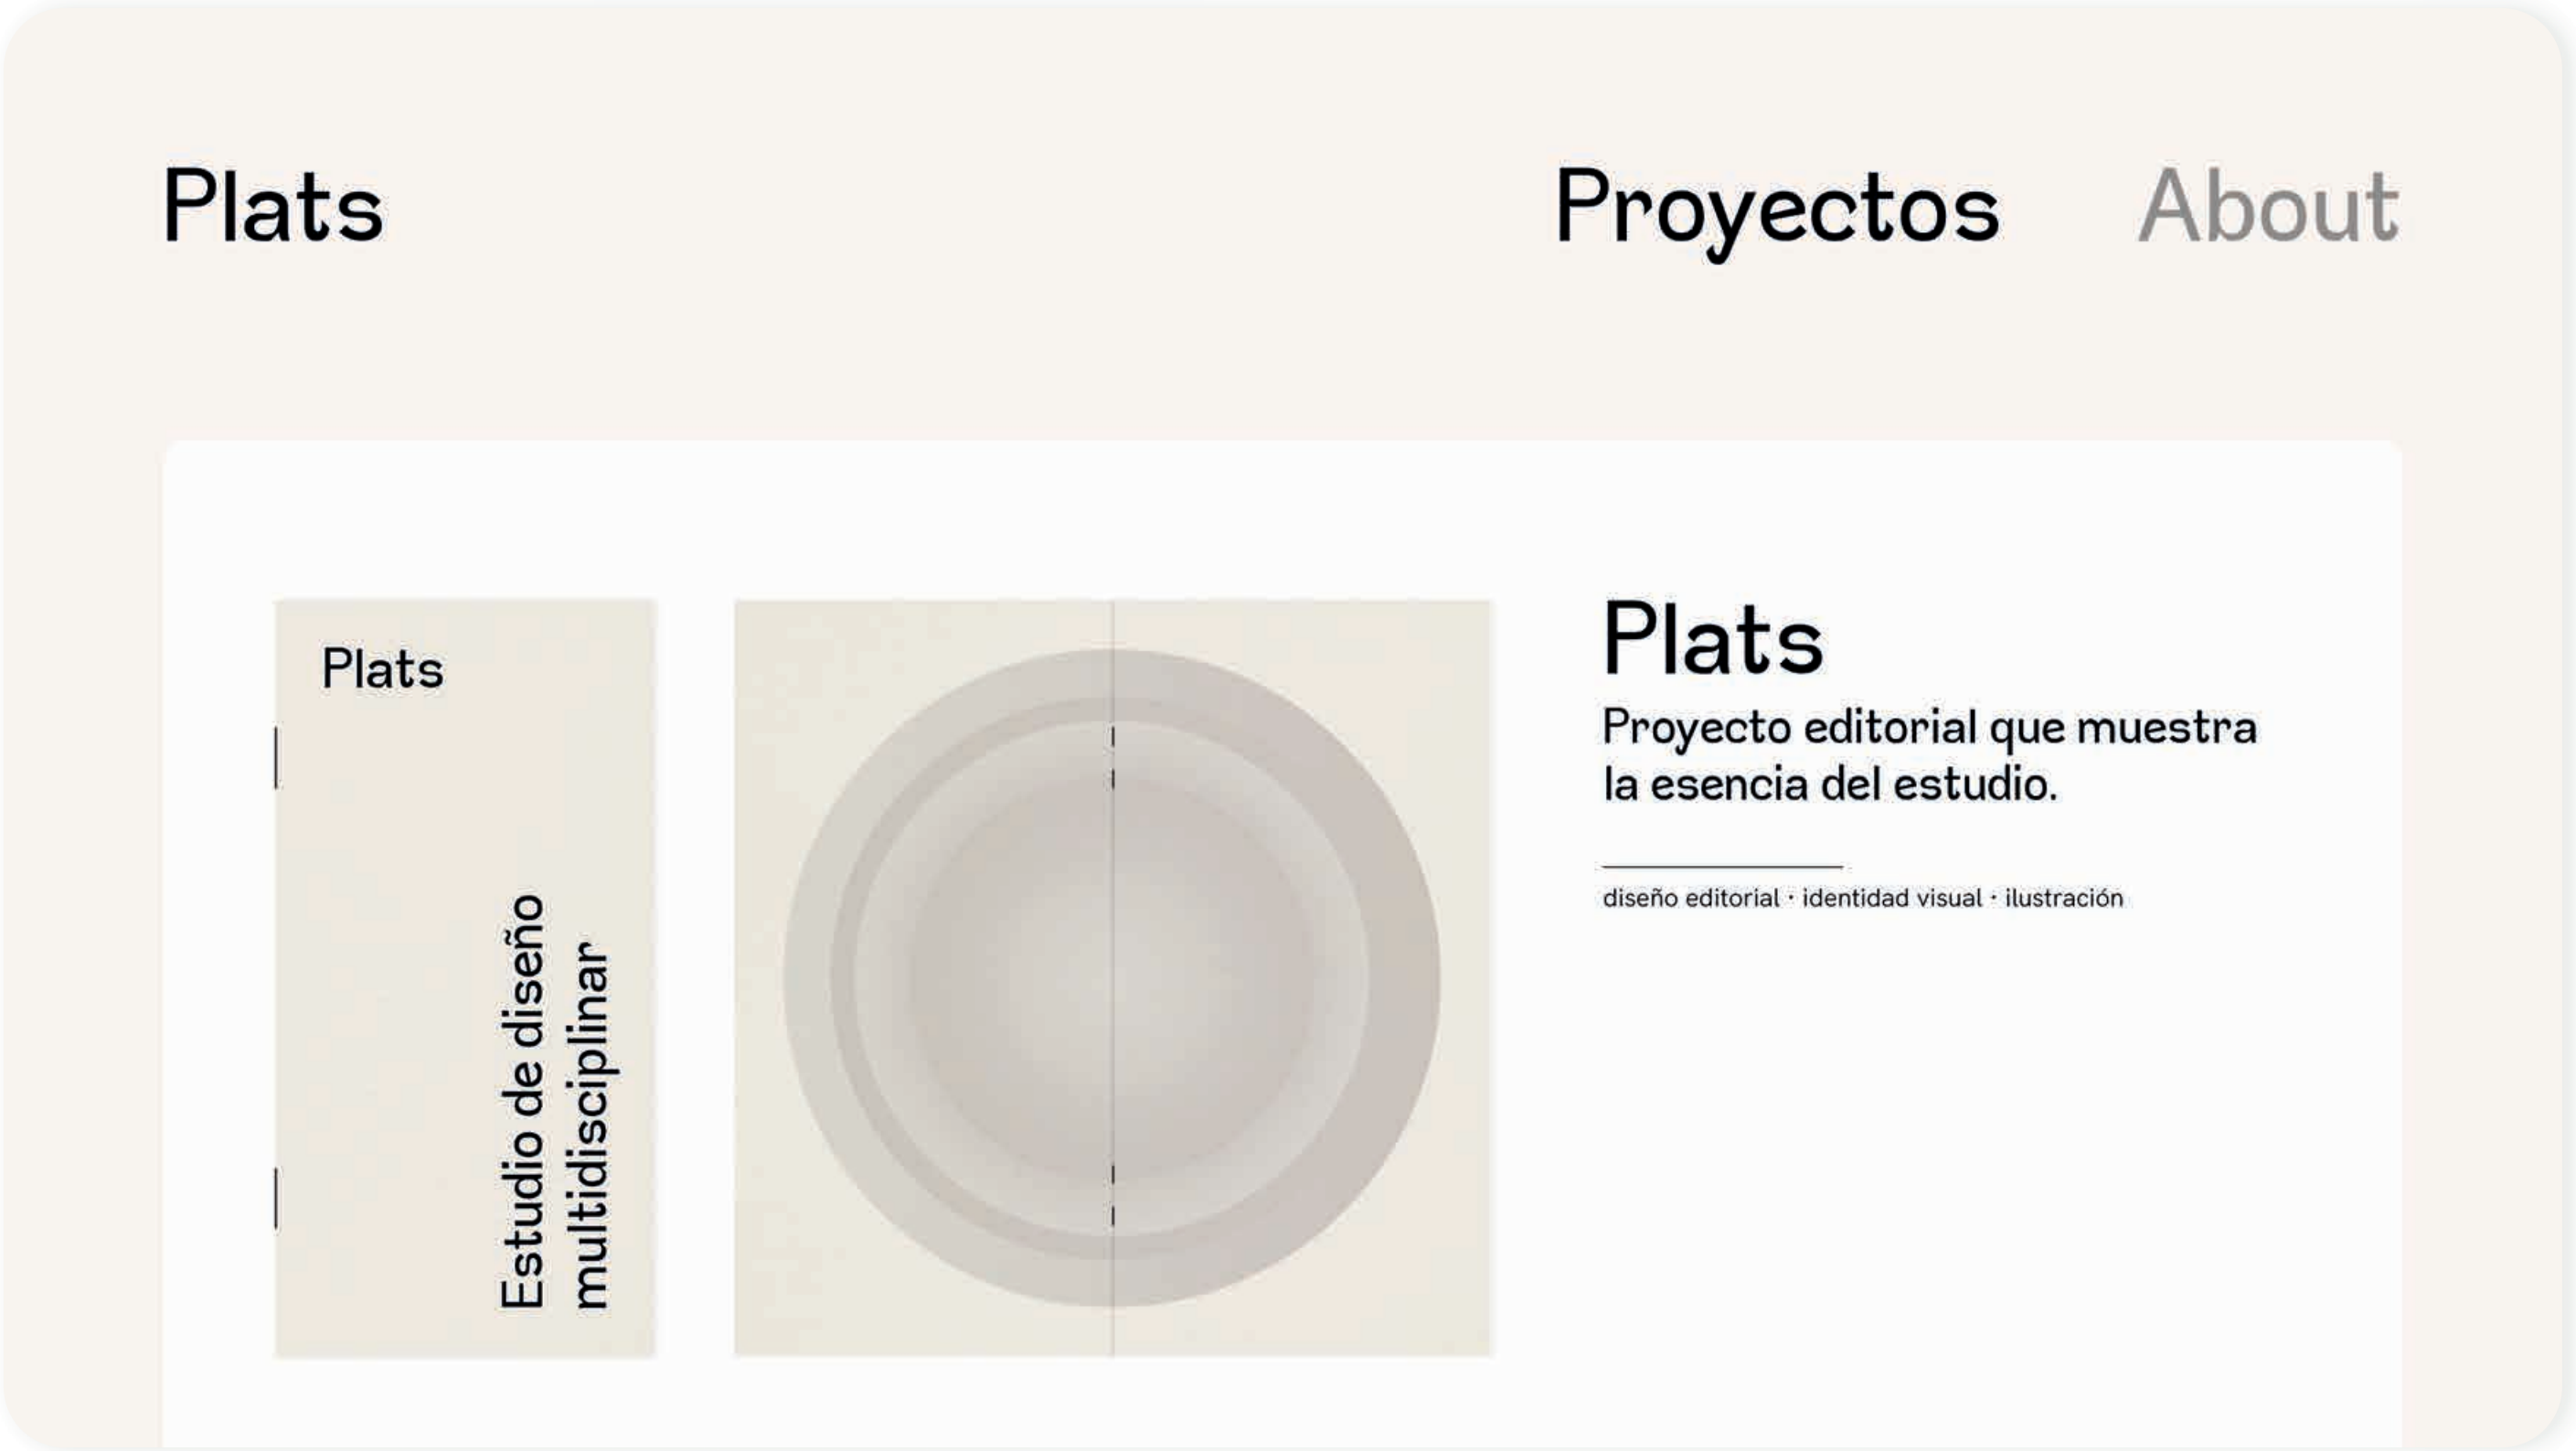 Plats
Proyectos
About
Plats
Estudio de diseño
multidisciplinar
Plats
Proyecto editorial que muestra
la esencia del estudio.
diseño editorial · identidad visual · ilustración